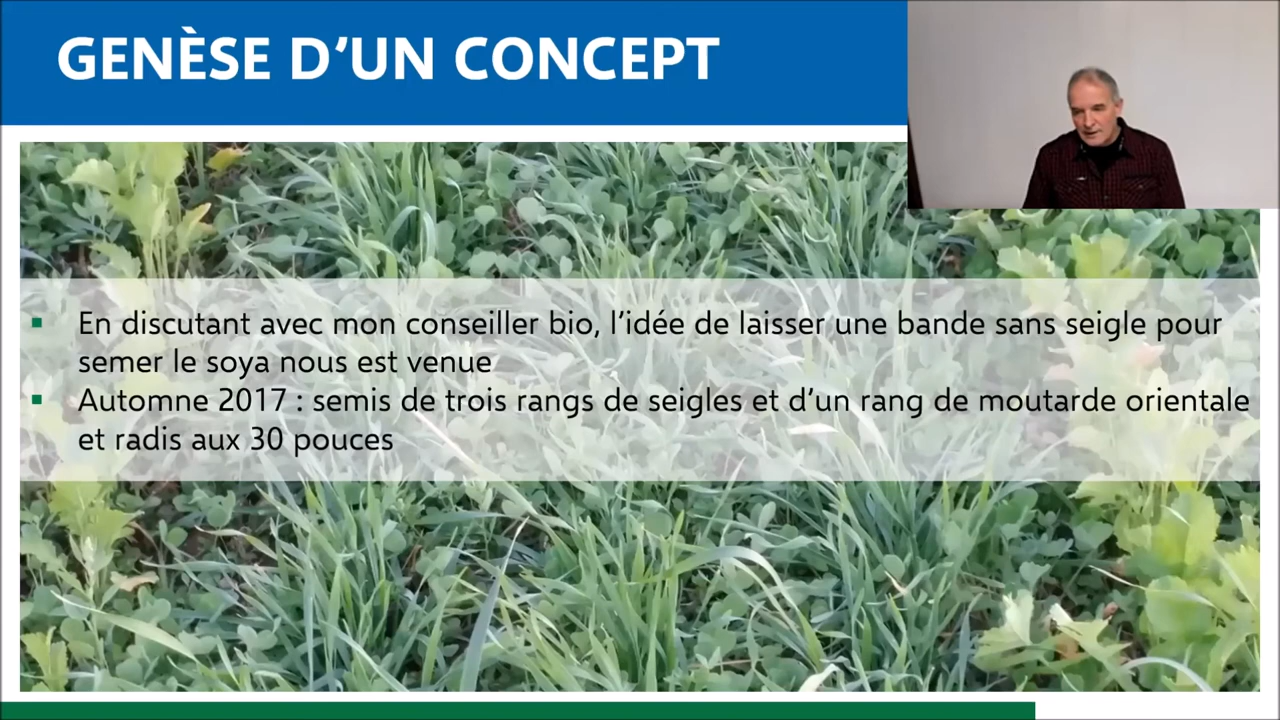 GENÈSE D'UN CONCEPT
▪ En discutant avec mon conseiller bio, l'idée de laisser une bande sans seigle pour
semer le soya nous est venue
▪ Automne 2017 : semis de trois rangs de seigles et d'un rang de moutarde orientale
et radis aux 30 pouces